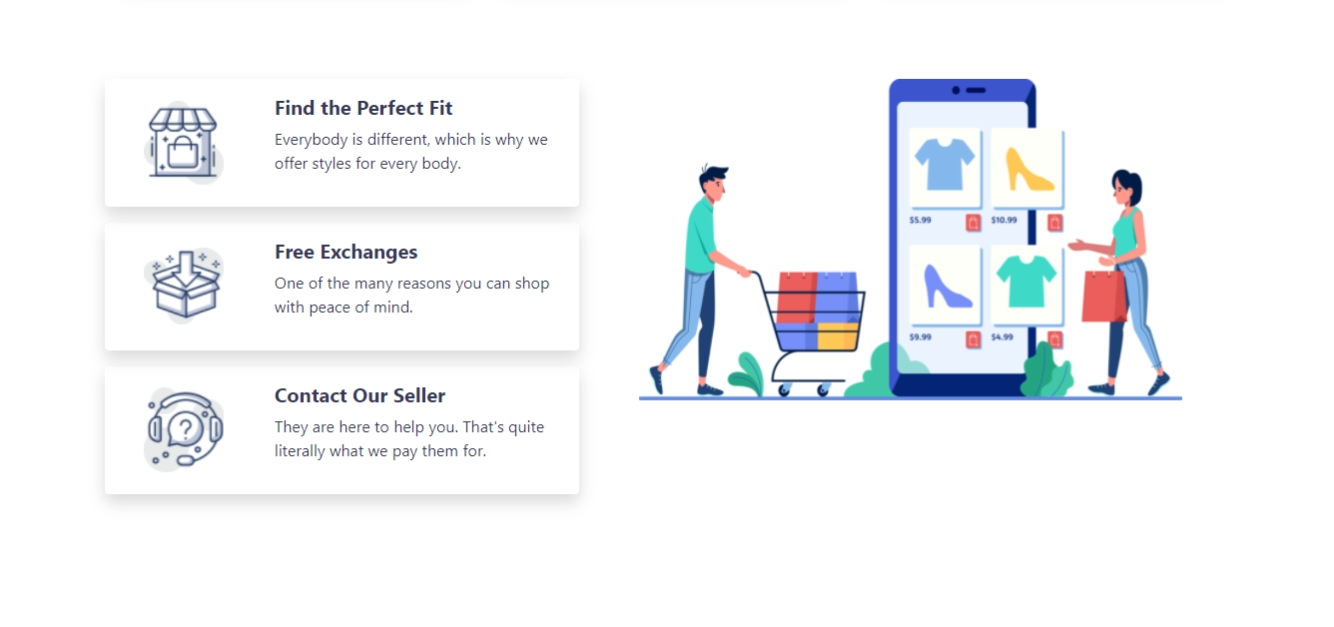 Find the Perfect Fit
Everybody is different, which is why we
offer styles for every body.
Free Exchanges
One of the many reasons you can shop
with peace of mind.
Contact Our Seller
They are here to help you. That's quite
literally what we pay them for.
$5.99
$10.99
$9.99
$4.99
?